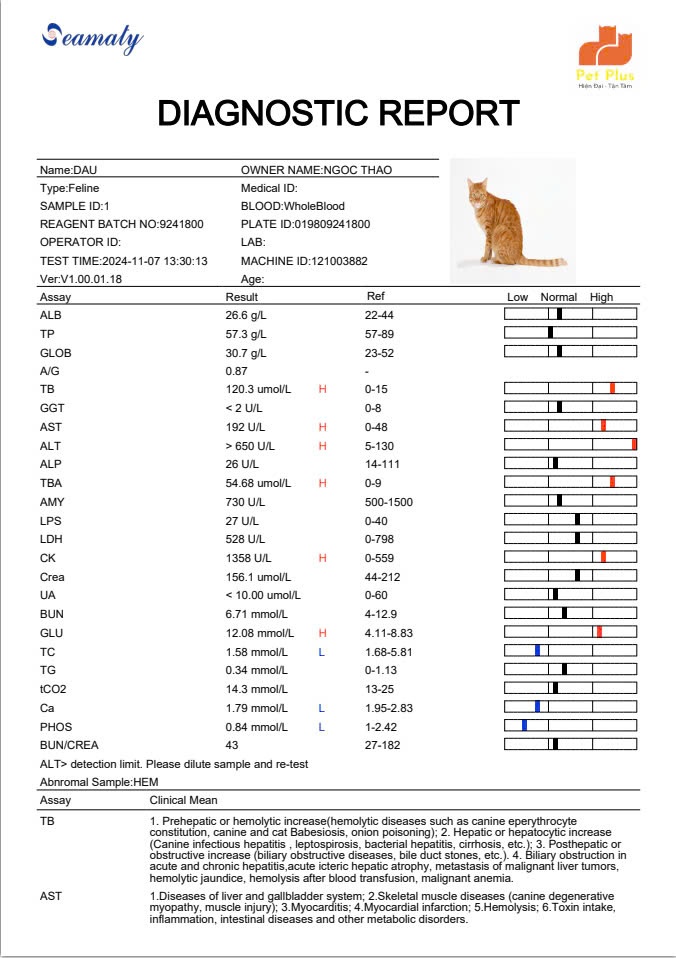 Seamaty
Pet Plus
Hiện Đại - Tận Tâm
DIAGNOSTIC REPORT
Name:DAU OWNER NAME:NGOC THAO
Type:Feline Medical ID:
SAMPLE ID:1 BLOOD:WholeBlood
REAGENT BATCH NO:9241800 PLATE ID:019809241800
OPERATOR ID: LAB:
TEST TIME:2024-11-07 13:30:13 MACHINE ID:121003882
Ver:V1.00.01.18 Age:
Assay Result Ref Low Normal High
ALB 26.6 g/L 22-44
TP 57.3 g/L 57-89
GLOB 30.7 g/L 23-52
A/G 0.87 -
TB 120.3 umol/L H 0-15
GGT < 2 U/L 0-8
AST 192 U/L H 0-48
ALT > 650 U/L H 5-130
ALP 26 U/L 14-111
TBA 54.68 umol/L H 0-9
AMY 730 U/L 500-1500
LPS 27 U/L 0-40
LDH 528 U/L 0-798
CK 1358 U/L H 0-559
Crea 156.1 umol/L 44-212
UA < 10.00 umol/L 0-60
BUN 6.71 mmol/L 4-12.9
GLU 12.08 mmol/L H 4.11-8.83
TC 1.58 mmol/L L 1.68-5.81
TG 0.34 mmol/L 0-1.13
tCO2 14.3 mmol/L 13-25
Ca 1.79 mmol/L L 1.95-2.83
PHOS 0.84 mmol/L L 1-2.42
BUN/CREA 43 27-182
ALT> detection limit. Please dilute sample and re-test
Abnromal Sample:HEM
Assay Clinical Mean
TB 1. Prehepatic or hemolytic increase(hemolytic diseases such as canine eperythrocyte
constitution, canine and cat Babesiosis, onion poisoning); 2. Hepatic or hepatocytic increase
(Canine infectious hepatitis , leptospirosis, bacterial hepatitis, cirrhosis, etc.); 3. Posthepatic or
obstructive increase (biliary obstructive diseases, bile duct stones, etc.). 4. Biliary obstruction in
acute and chronic hepatitis,acute icteric hepatic atrophy, metastasis of malignant liver tumors,
hemolytic jaundice, hemolysis after blood transfusion, malignant anemia.
AST 1.Diseases of liver and gallbladder system; 2.Skeletal muscle diseases (canine degenerative
myopathy, muscle injury); 3.Myocarditis; 4.Myocardial infarction; 5.Hemolysis; 6.Toxin intake,
inflammation, intestinal diseases and other metabolic disorders.